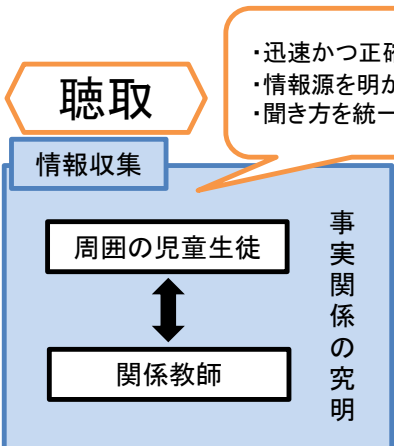 ・迅速かつ正確
・情報源を明か
・聞き方を統一
聴取
情報収集
周囲の児童生徒
関係教師
事実関係の究明